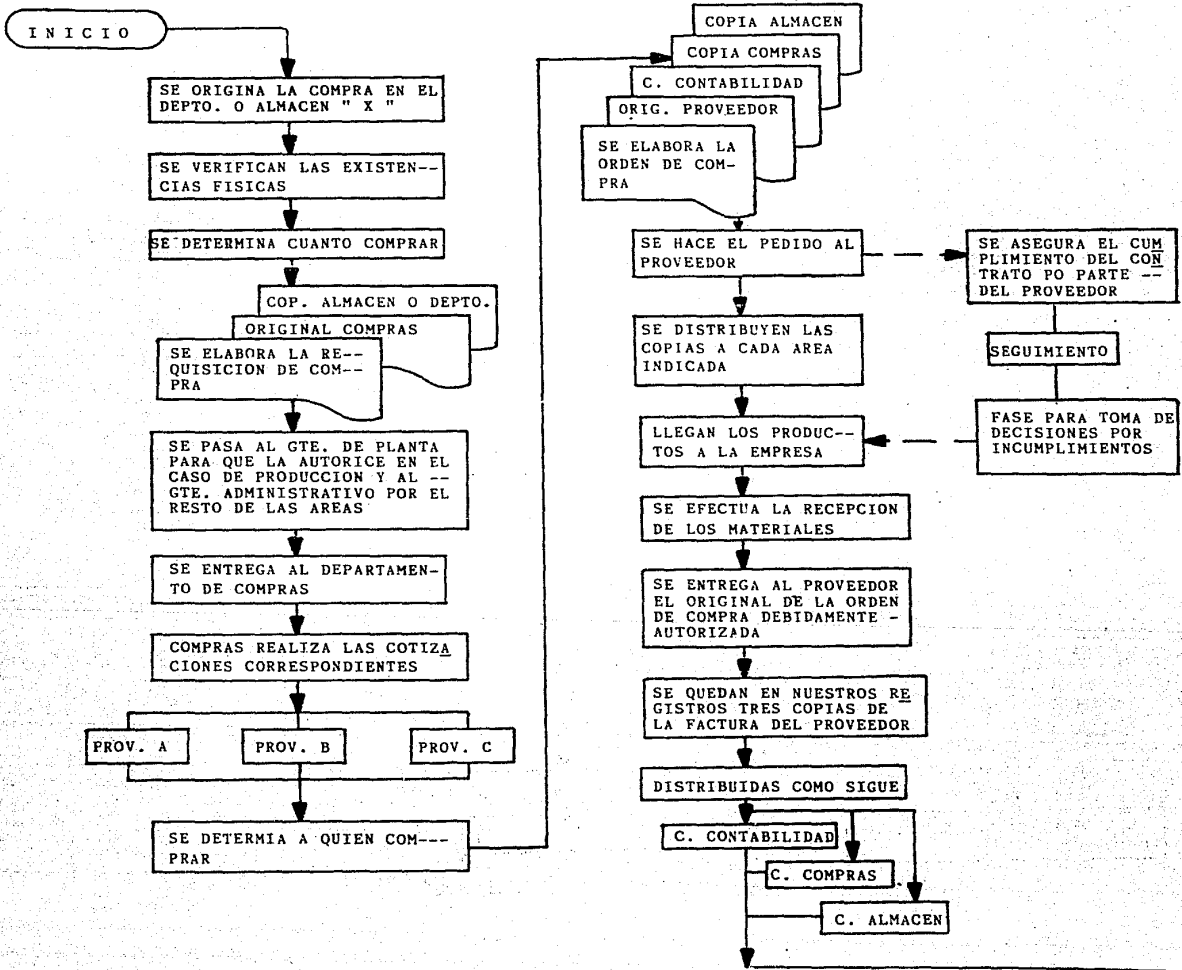 I N I C I O
SE ORIGINA LA COMPRA EN EL
DEPTO. O ALMACEN " X "
SE VERIFICAN LAS EXISTEN--
CIAS FISICAS
SE DETERMINA CUANTO COMPRAR
COP. ALMACEN O DEPTO.
ORIGINAL COMPRAS
SE ELABORA LA RE--
QUISICION DE COM--
PRA
SE PASA AL GTE. DE PLANTA
PARA QUE LA AUTORICE EN EL
CASO DE PRODUCCION Y AL --
GTE. ADMINISTRATIVO POR EL
RESTO DE LAS AREAS
SE ENTREGA AL DEPARTAMEN-
TO DE COMPRAS
COMPRAS REALIZA LAS COTIZA
CIONES CORRESPONDIENTES
PROV. A
PROV. B
PROV. C
SE DETERMIA A QUIEN COM---
PRAR
COPIA ALMACEN
COPIA COMPRAS
C. CONTABILIDAD
ORIG. PROVEEDOR
SE ELABORA LA
ORDEN DE COM-
PRA
SE HACE EL PEDIDO AL
PROVEEDOR
SE ASEGURA EL CUM
PLIMIENTO DEL CON
TRATO PO PARTE --
DEL PROVEEDOR
SEGUIMIENTO
FASE PARA TOMA DE
DECISIONES POR
INCUMPLIMIENTOS
SE DISTRIBUYEN LAS
COPIAS A CADA AREA
INDICADA
LLEGAN LOS PRODUC--
TOS A LA EMPRESA
SE EFECTUA LA RECEPCION
DE LOS MATERIALES
SE ENTREGA AL PROVEEDOR
EL ORIGINAL DE LA ORDEN
DE COMPRA DEBIDAMENTE -
AUTORIZADA
SE QUEDAN EN NUESTROS RE
GISTROS TRES COPIAS DE
LA FACTURA DEL PROVEEDOR
DISTRIBUIDAS COMO SIGUE
C. CONTABILIDAD
C. COMPRAS
C. ALMACEN